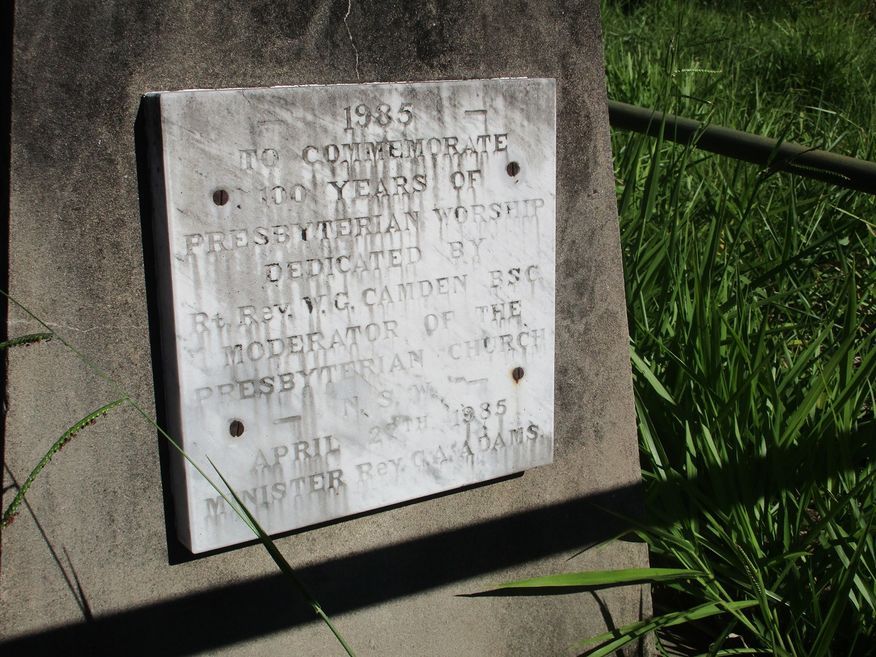 — 1985 —
TO COMMEMORATE
100 YEARS OF
PRESBYTERIAN WORSHIP
DEDICATED BY
Rt. Rev. W. G. CAMDEN BSC
MODERATOR OF THE
PRESBYTERIAN CHURCH
— N. S. W. —
APRIL 1985
MINISTER Rev. C. A. ADAMS.